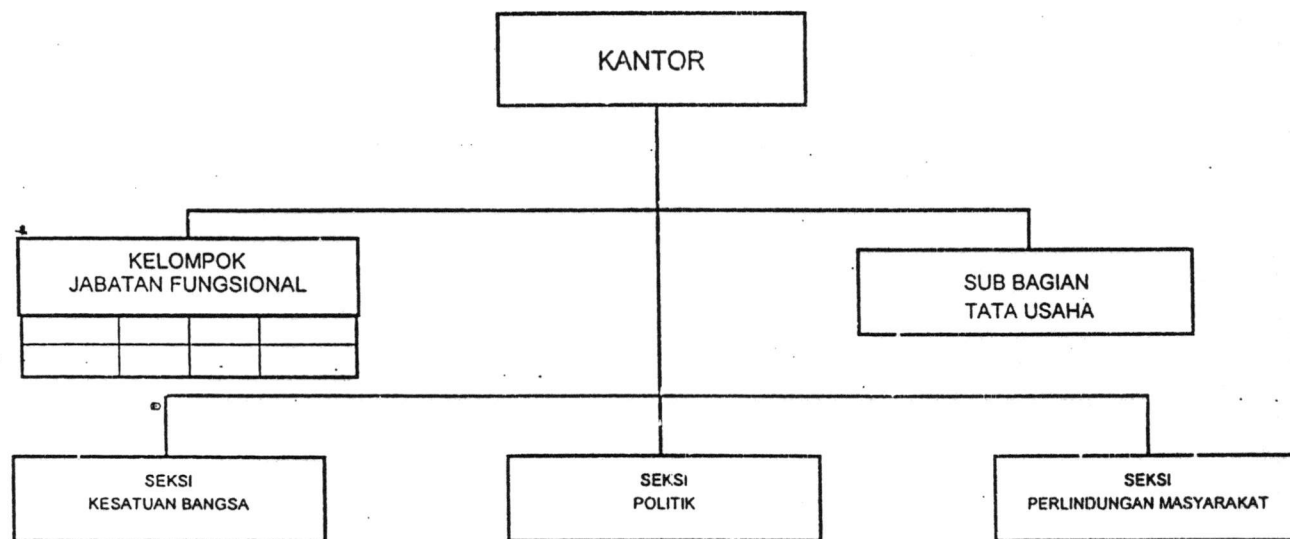 KANTOR
KELOMPOK
JABATAN FUNGSIONAL
SUB BAGIAN
TATA USAHA
SEKSI
KESATUAN BANGSA
SEKSI
POLITIK
SEKSI
PERLINDUNGAN MASYARAKAT